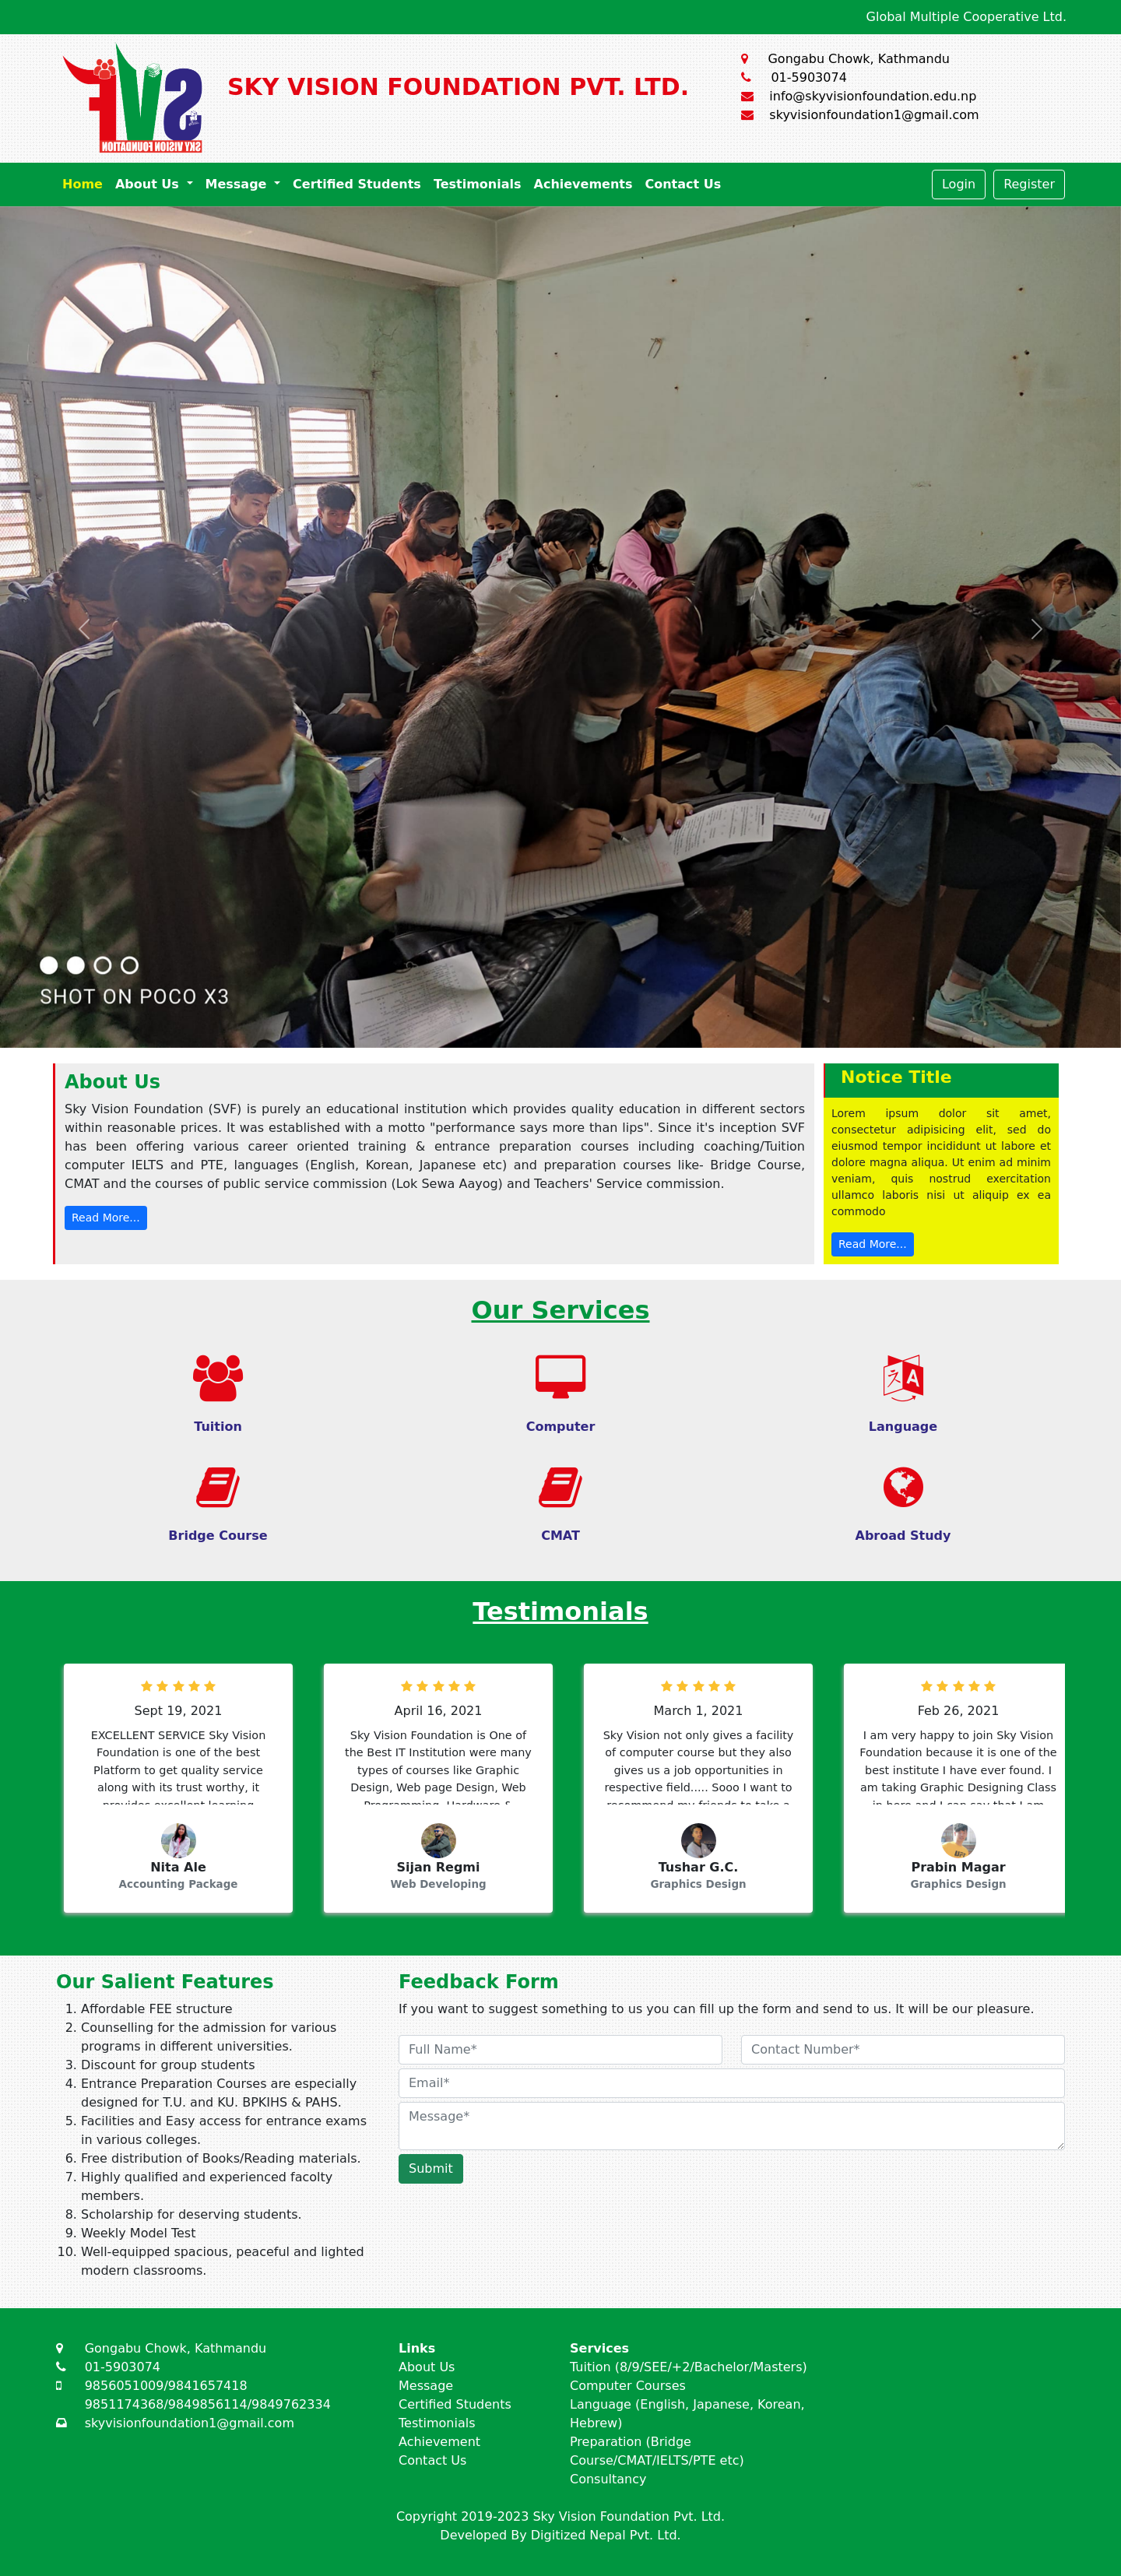 Global Multiple Cooperative Ltd.
SVF
SKY VISION FOUNDATION
SKY VISION FOUNDATION PVT. LTD.
Gongabu Chowk, Kathmandu
01-5903074
info@skyvisionfoundation.edu.np
skyvisionfoundation1@gmail.com
Home About Us Message Certified Students Testimonials Achievements Contact Us Login Register
SHOT ON POCO X3
About Us
Sky Vision Foundation (SVF) is purely an educational institution which provides quality education in different sectors
within reasonable prices. It was established with a motto "performance says more than lips". Since it's inception SVF
has been offering various career oriented training & entrance preparation courses including coaching/Tuition
computer IELTS and PTE, languages (English, Korean, Japanese etc) and preparation courses like- Bridge Course,
CMAT and the courses of public service commission (Lok Sewa Aayog) and Teachers' Service commission.
Read More...
Notice Title
Lorem ipsum dolor sit amet,
consectetur adipisicing elit, sed do
eiusmod tempor incididunt ut labore et
dolore magna aliqua. Ut enim ad minim
veniam, quis nostrud exercitation
ullamco laboris nisi ut aliquip ex ea
commodo
Read More...
Our Services
Tuition
Computer
Language
Bridge Course
CMAT
Abroad Study
Testimonials
Sept 19, 2021
EXCELLENT SERVICE Sky Vision
Foundation is one of the best
Platform to get quality service
along with its trust worthy, it
provides excellent learning
Nita Ale
Accounting Package
April 16, 2021
Sky Vision Foundation is One of
the Best IT Institution were many
types of courses like Graphic
Design, Web page Design, Web
Programming, Hardware &
Sijan Regmi
Web Developing
March 1, 2021
Sky Vision not only gives a facility
of computer course but they also
gives us a job opportunities in
respective field..... Sooo I want to
recommend my friends to take a
Tushar G.C.
Graphics Design
Feb 26, 2021
I am very happy to join Sky Vision
Foundation because it is one of the
best institute I have ever found. I
am taking Graphic Designing Class
in here and I can say that I am
Prabin Magar
Graphics Design
Our Salient Features
1. Affordable FEE structure
2. Counselling for the admission for various
programs in different universities.
3. Discount for group students
4. Entrance Preparation Courses are especially
designed for T.U. and KU. BPKIHS & PAHS.
5. Facilities and Easy access for entrance exams
in various colleges.
6. Free distribution of Books/Reading materials.
7. Highly qualified and experienced facolty
members.
8. Scholarship for deserving students.
9. Weekly Model Test
10. Well-equipped spacious, peaceful and lighted
modern classrooms.
Feedback Form
If you want to suggest something to us you can fill up the form and send to us. It will be our pleasure.
Full Name*
Contact Number*
Email*
Message*
Submit
Gongabu Chowk, Kathmandu
01-5903074
9856051009/9841657418
9851174368/9849856114/9849762334
skyvisionfoundation1@gmail.com
Links
About Us
Message
Certified Students
Testimonials
Achievement
Contact Us
Services
Tuition (8/9/SEE/+2/Bachelor/Masters)
Computer Courses
Language (English, Japanese, Korean,
Hebrew)
Preparation (Bridge
Course/CMAT/IELTS/PTE etc)
Consultancy
Copyright 2019-2023 Sky Vision Foundation Pvt. Ltd.
Developed By Digitized Nepal Pvt. Ltd.